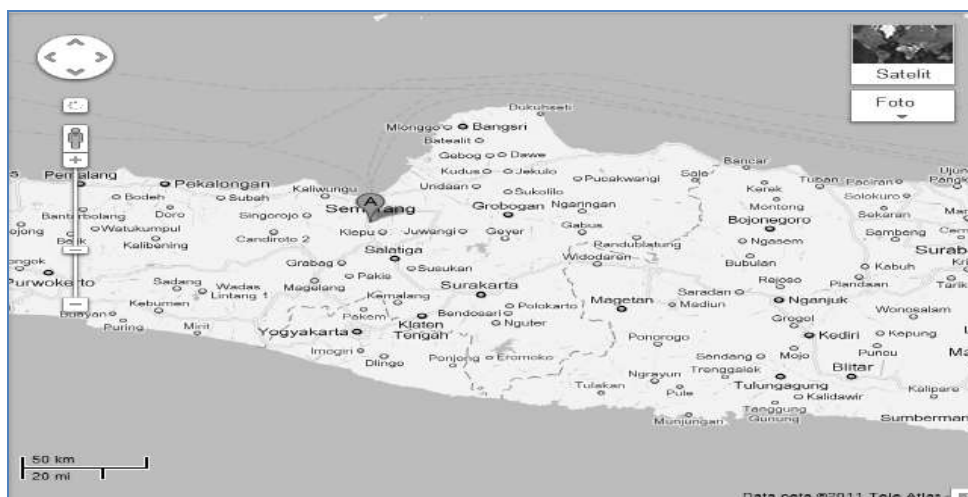 Satelit
Foto
Dukuhseti
Mlonggo
Bangsri
Batealit
Gebog
Dawe
Kudus
Jekulo
Undaan
Sukolilo
Pucakwangi
Sale
Bancar
Kerek
Tuban
Paciran
Solokuro
Montong
Sekaran
Pemalang
Pekalongan
Kaliwungu
Bodeh
Subah
Doro
Singorojo
A
Watukumpul
Kalibening
Candiroto 2
Klepu
Juwangi
Grobogan
Geyer
Ngaringan
Gabus
Bojonegoro
Ngasem
Sambeng
Salatiga
Randublatung
Widodaren
Bubulan
Kabuh
Purwokerto
Grabag
Pakis
Susukan
Sadang
Wadas
Lintang 1
Magelang
Kemalang
Surakarta
Magetan
Saradan
Madiun
Rejoso
Nganjuk
Plandaan
Kebumen
Puring
Mirit
Pakem
Yogyakarta
Klaten
Tengah
Bendosari
Polokarto
Nguter
Wonosalam
Grogol
Kediri
Kepung
Imogiri
Dlingo
Ponjong
Eromoko
Ponorogo
Sendang
Mojo
Puncu
Trenggalek
Blitar
Ngrayun
Tulakan
Pule
Tulungagung
Kalidawir
Kalipare
Munjungan
Tanggung
Gunung
Sumberman
50 km
20 mi